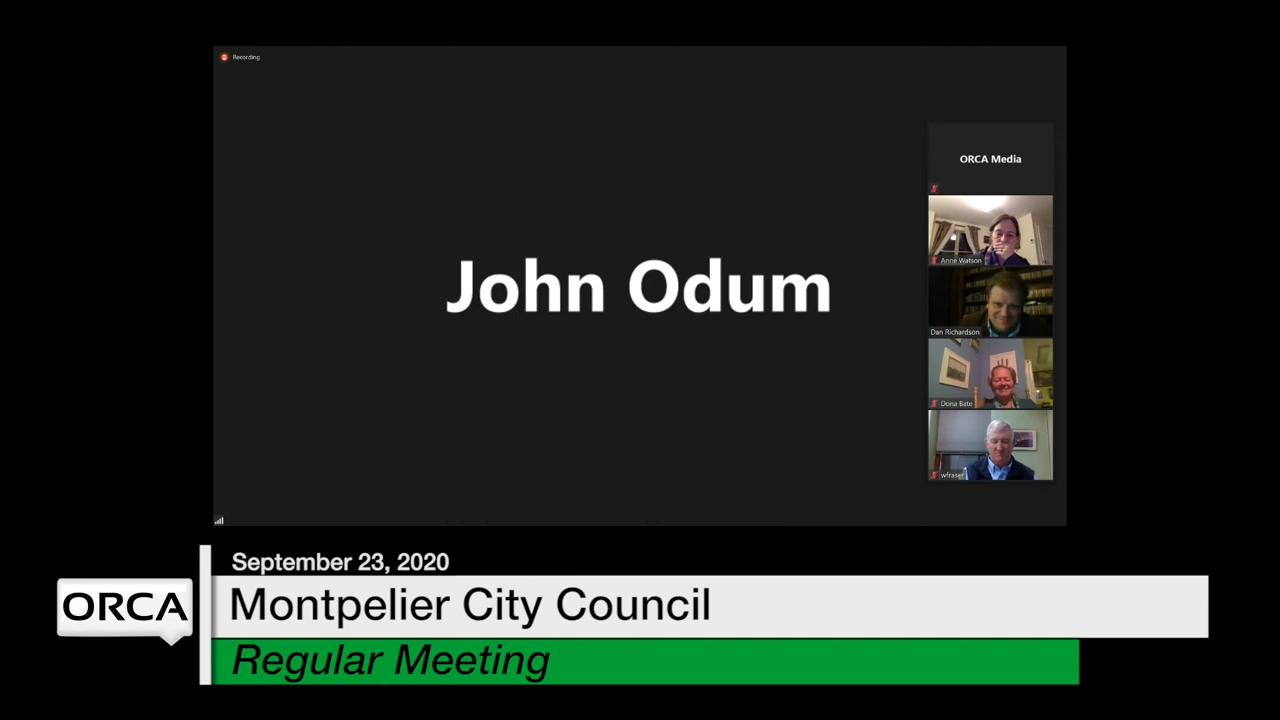 Recording
ORCA Media
Anne Watson
John Odum
Dan Richardson
Dona Bate
wfraser
September 23, 2020
ORCA
Montpelier City Council
Regular Meeting